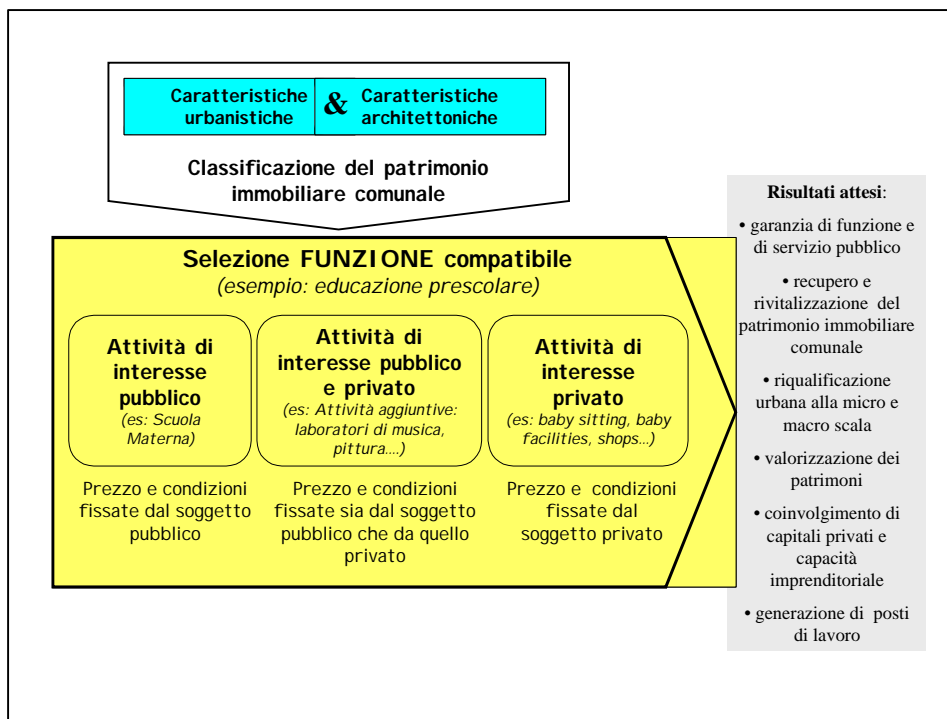 Caratteristiche
urbanistiche
&
Caratteristiche
architettoniche
Classificazione del patrimonio
immobiliare comunale
Selezione FUNZIONE compatibile
(esempio: educazione prescolare)
Attività di
interesse
pubblico
(es: Scuola
Materna)
Attività di
interesse pubblico
e privato
(es: Attività aggiuntive:
laboratori di musica,
pittura….)
Attività di
interesse
privato
(es: baby sitting, baby
facilities, shops…)
Prezzo e condizioni
fissate dal soggetto
pubblico
Prezzo e condizioni
fissate sia dal soggetto
pubblico che da quello
privato
Prezzo e condizioni
fissate dal
soggetto privato
Risultati attesi:
• garanzia di funzione e
di servizio pubblico
• recupero e
rivitalizzazione del
patrimonio immobiliare
comunale
• riqualificazione
urbana alla micro e
macro scala
• valorizzazione dei
patrimoni
• coinvolgimento di
capitali privati e
capacità
imprenditoriale
• generazione di posti
di lavoro